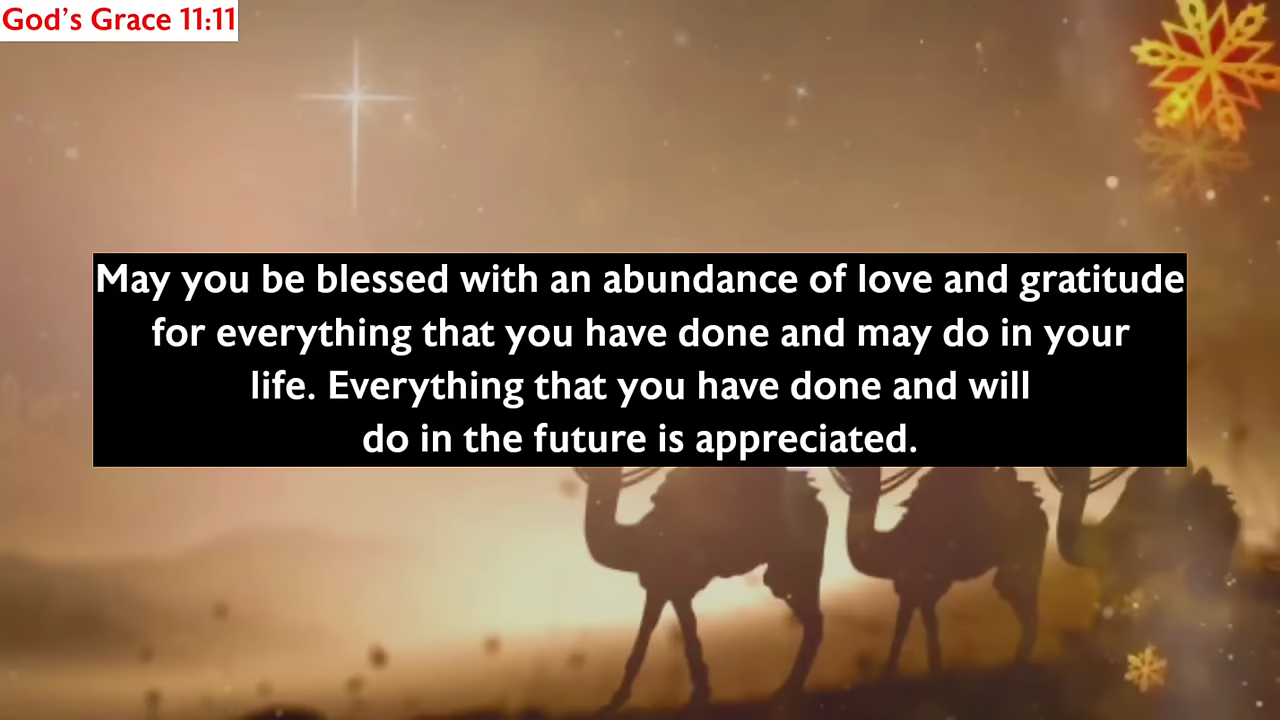 God's Grace 11:11
May you be blessed with an abundance of love and gratitude
for everything that you have done and may do in your
life. Everything that you have done and will
do in the future is appreciated.